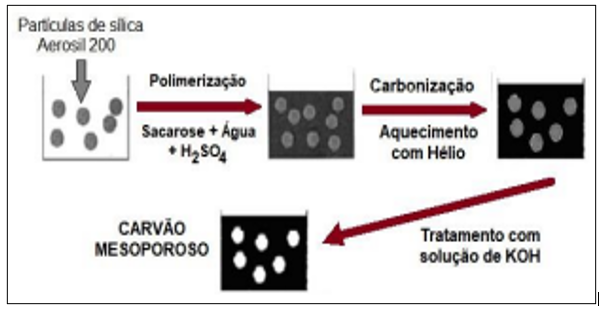 Partículas de sílica
Aerosil 200
Polimerização
Sacarose + Água
+ H₂SO₄
Carbonização
Aquecimento
com Hélio
Tratamento com
solução de KOH
CARVÃO
MESOPOROSO